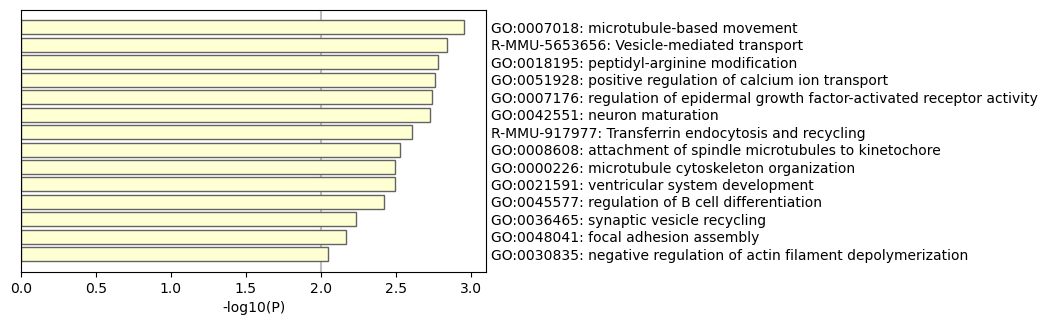 GO:0007018: microtubule-based movement
R-MMU-5653656: Vesicle-mediated transport
GO:0018195: peptidyl-arginine modification
GO:0051928: positive regulation of calcium ion transport
GO:0007176: regulation of epidermal growth factor-activated receptor activity
GO:0042551: neuron maturation
R-MMU-917977: Transferrin endocytosis and recycling
GO:0008608: attachment of spindle microtubules to kinetochore
GO:0000226: microtubule cytoskeleton organization
GO:0021591: ventricular system development
GO:0045577: regulation of B cell differentiation
GO:0036465: synaptic vesicle recycling
GO:0048041: focal adhesion assembly
GO:0030835: negative regulation of actin filament depolymerization
0.0 0.5 1.0 1.5 2.0 2.5 3.0
-log10(P)